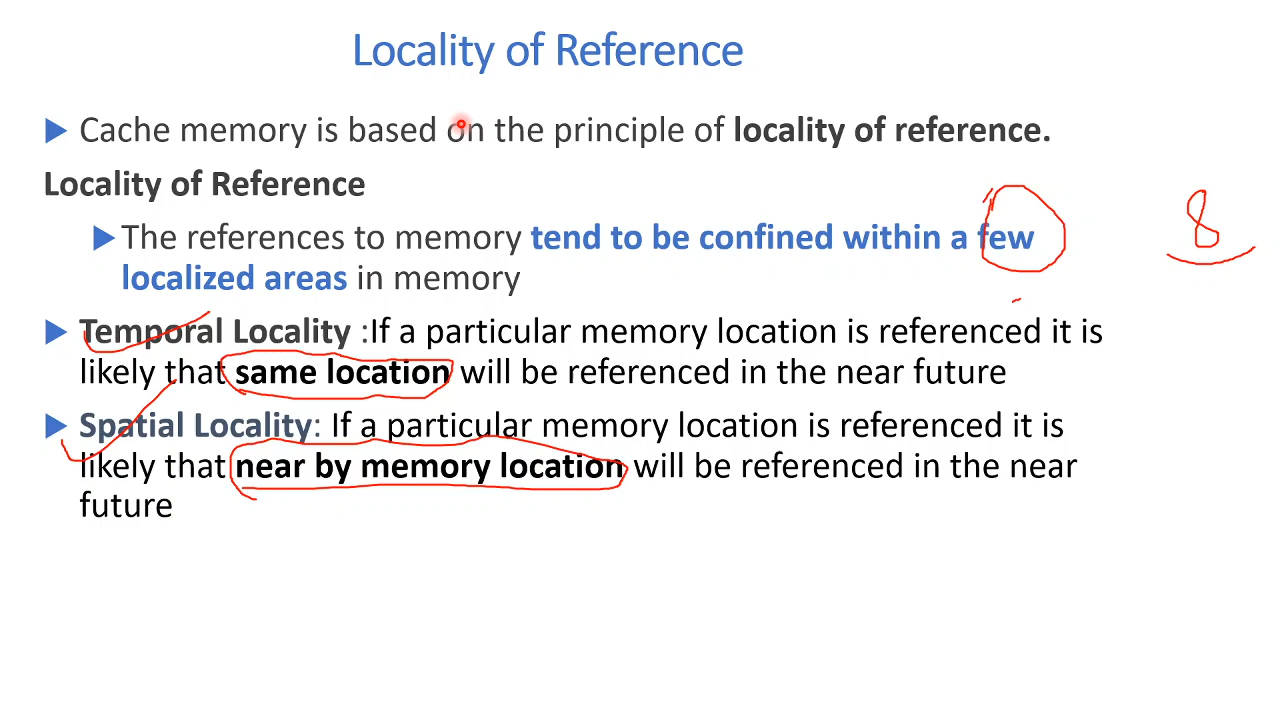 Locality of Reference
Cache memory is based on the principle of locality of reference.
Locality of Reference
The references to memory tend to be confined within a few
8
localized areas in memory
Temporal Locality :If a particular memory location is referenced it is
likely that same location will be referenced in the near future
Spatial Locality: If a particular memory location is referenced it is
likely that near by memory location will be referenced in the near
future